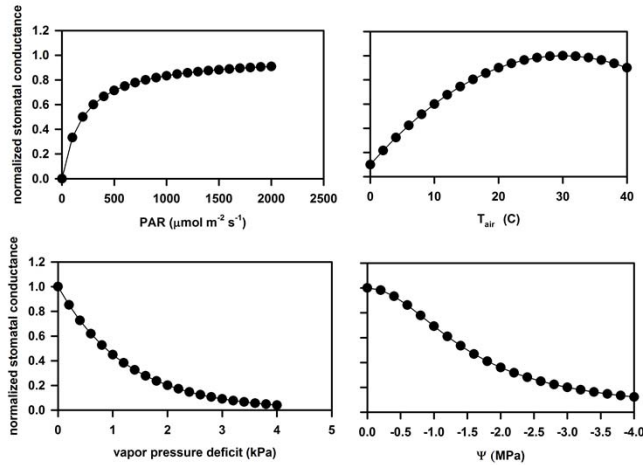 normalized stomatal conductance
1.2
1.0
0.8
0.6
0.4
0.2
0.0
0 500 1000 1500 2000 2500
PAR (μmol m⁻² s⁻¹)
0 10 20 30 40
T_air (C)
normalized stomatal conductance
1.2
1.0
0.8
0.6
0.4
0.2
0.0
0 1 2 3 4 5
vapor pressure deficit (kPa)
0.0 -0.5 -1.0 -1.5 -2.0 -2.5 -3.0 -3.5 -4.0
Ψ (MPa)